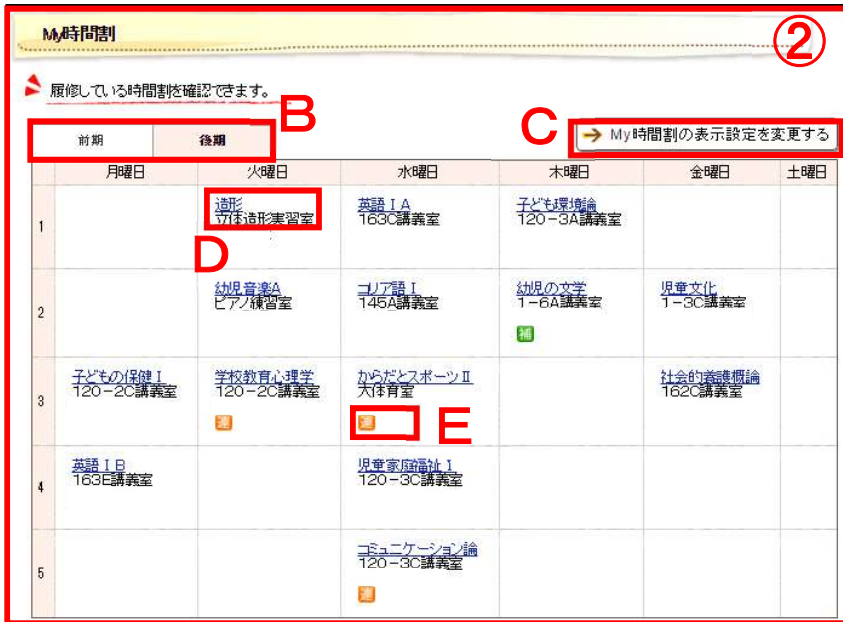 My時間割
②
履修している時間割を確認できます。
B
C
前期
後期
My時間割の表示設定を変更する
月曜日
火曜日
水曜日
木曜日
金曜日
土曜日
1
造形
立体造形実習室
英語ⅠA
163C講義室
子ども環境論
120-3A講義室
D
2
幼児音楽A
ピアノ練習室
コリア語Ⅰ
145A講義室
幼児の文学
1-6A講義室
補
児童文化
1-3C講義室
3
子どもの保健Ⅰ
120-2C講義室
学校教育心理学
120-2C講義室
連
からだとスポーツⅡ
大体育室
連
E
社会的養護概論
162C講義室
4
英語ⅠB
163E講義室
児童家庭福祉Ⅰ
120-3C講義室
5
コミュニケーション論
120-3C講義室
連